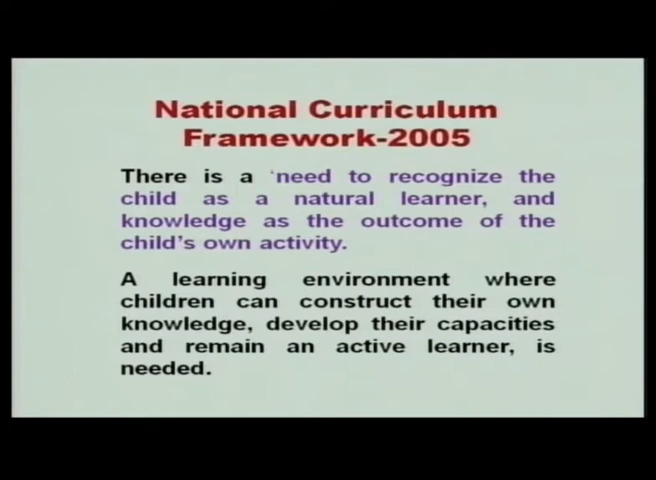 National Curriculum
Framework-2005
There is a ‘need to recognize the
child as a natural learner, and
knowledge as the outcome of the
child's own activity.
A learning environment where
children can construct their own
knowledge, develop their capacities
and remain an active learner, is
needed.